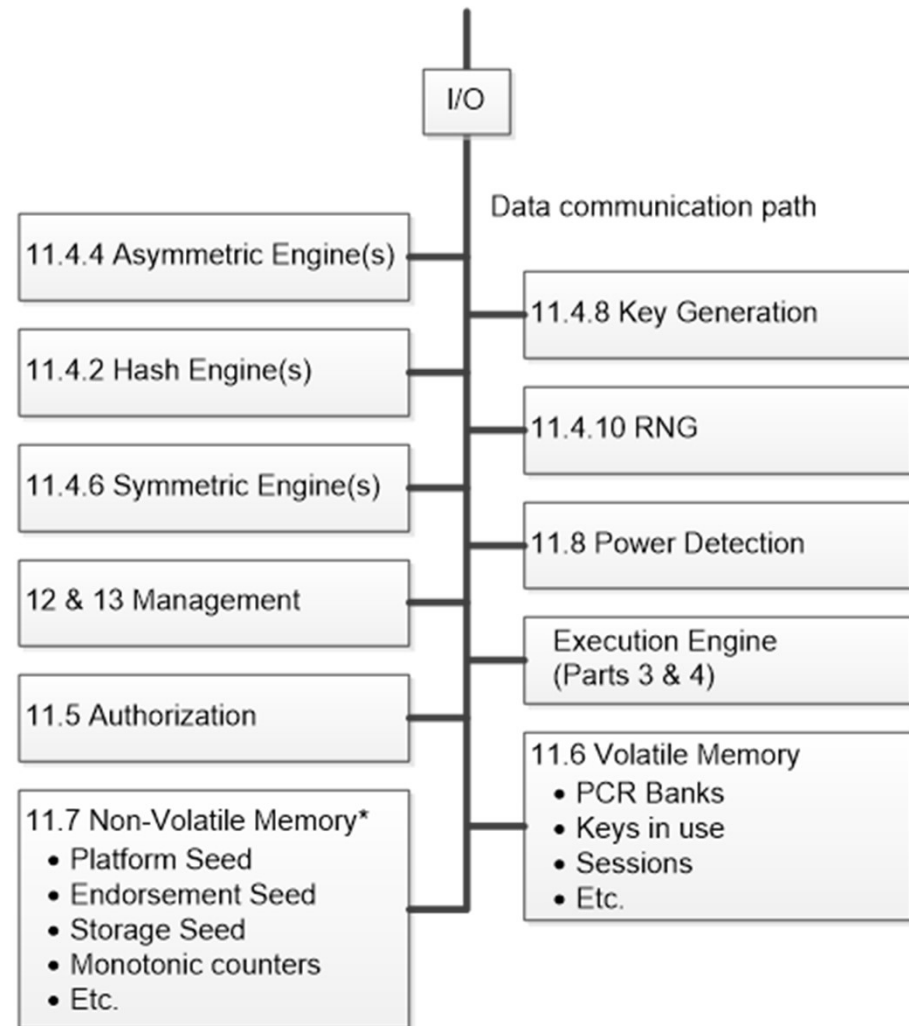 I/O
Data communication path
11.4.4 Asymmetric Engine(s)
11.4.8 Key Generation
11.4.2 Hash Engine(s)
11.4.10 RNG
11.4.6 Symmetric Engine(s)
11.8 Power Detection
12 & 13 Management
Execution Engine
(Parts 3 & 4)
11.5 Authorization
11.6 Volatile Memory
• PCR Banks
• Keys in use
• Sessions
• Etc.
11.7 Non-Volatile Memory*
• Platform Seed
• Endorsement Seed
• Storage Seed
• Monotonic counters
• Etc.